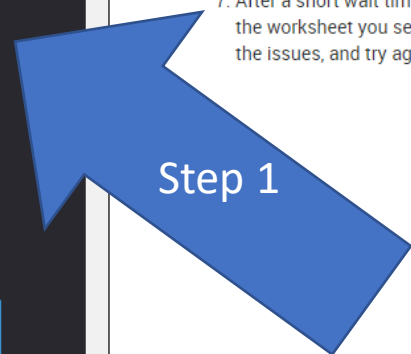 7. After a short wait tim
the worksheet you se
the issues, and try ag
Step 1